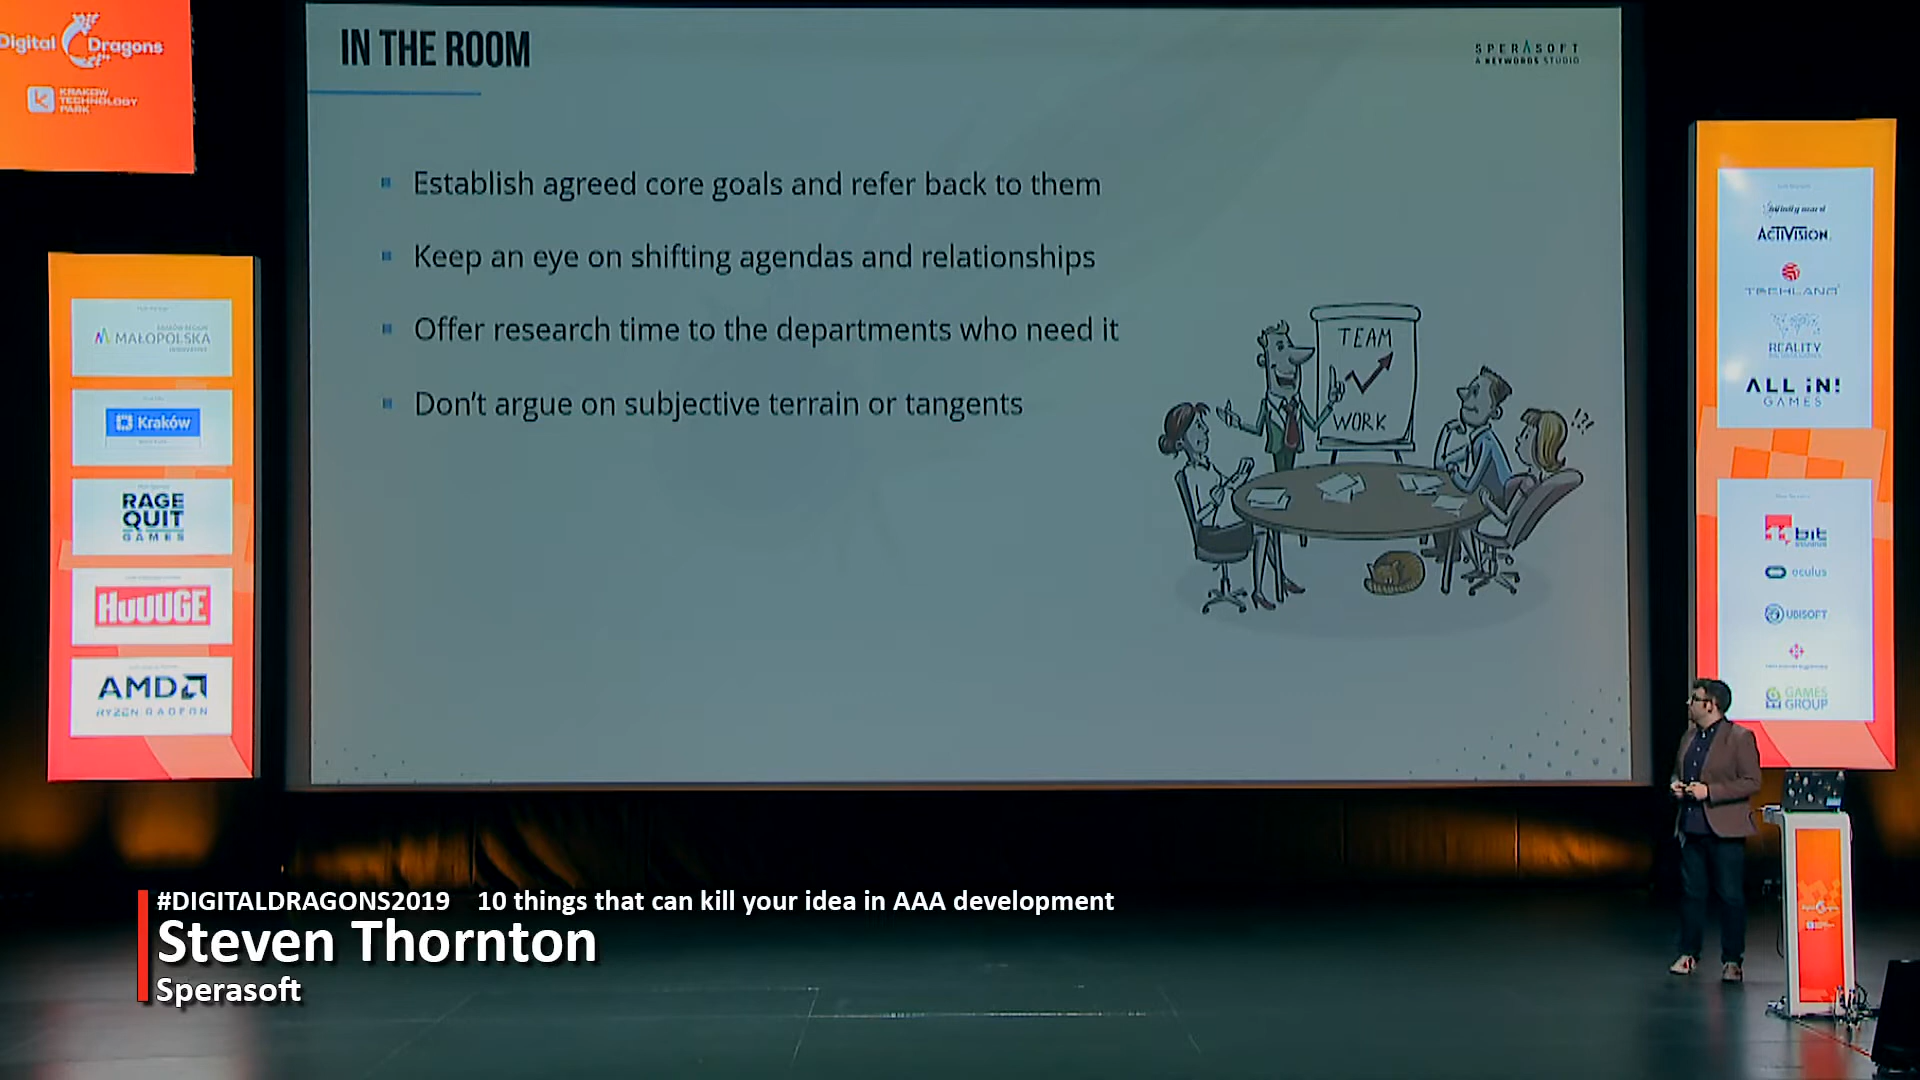 Digital Dragons
KRAKOW
TECHNOLOGY
PARK
IN THE ROOM
SPERASOFT
A KEYWORDS STUDIO
Establish agreed core goals and refer back to them
Keep an eye on shifting agendas and relationships
Offer research time to the departments who need it
Don't argue on subjective terrain or tangents
TEAM
WORK
!?!
MAŁOPOLSKA
Kraków
RAGE
QUIT
GAMES
HUUUGE
AMD
RYZEN RADEON
infinity ward
ACTIVISION
TECHLAND
REALITY
ALL iN!
GAMES
11 bit
studios
oculus
UBISOFT
GAMES
GROUP
#DIGITALDRAGONS2019 10 things that can kill your idea in AAA development
Steven Thornton
Sperasoft